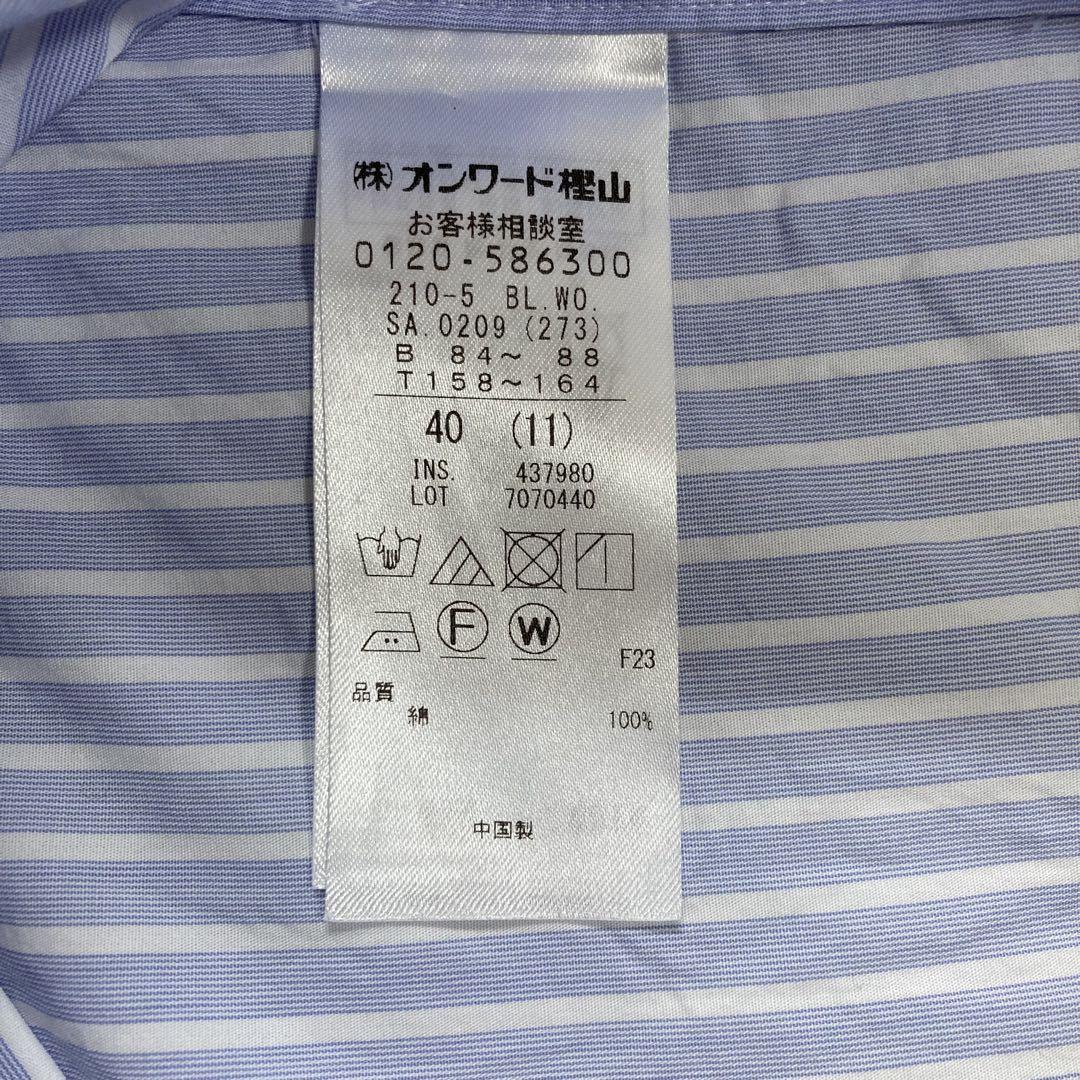 ㈱オンワード樫山
お客様相談室
0120-586300
210-5 BL.WO.
SA.0209 (273)
B 84～ 88
T158～164
40 (11)
INS. 437980
LOT 7070440
F W
F23
品質
綿 100%
中国製